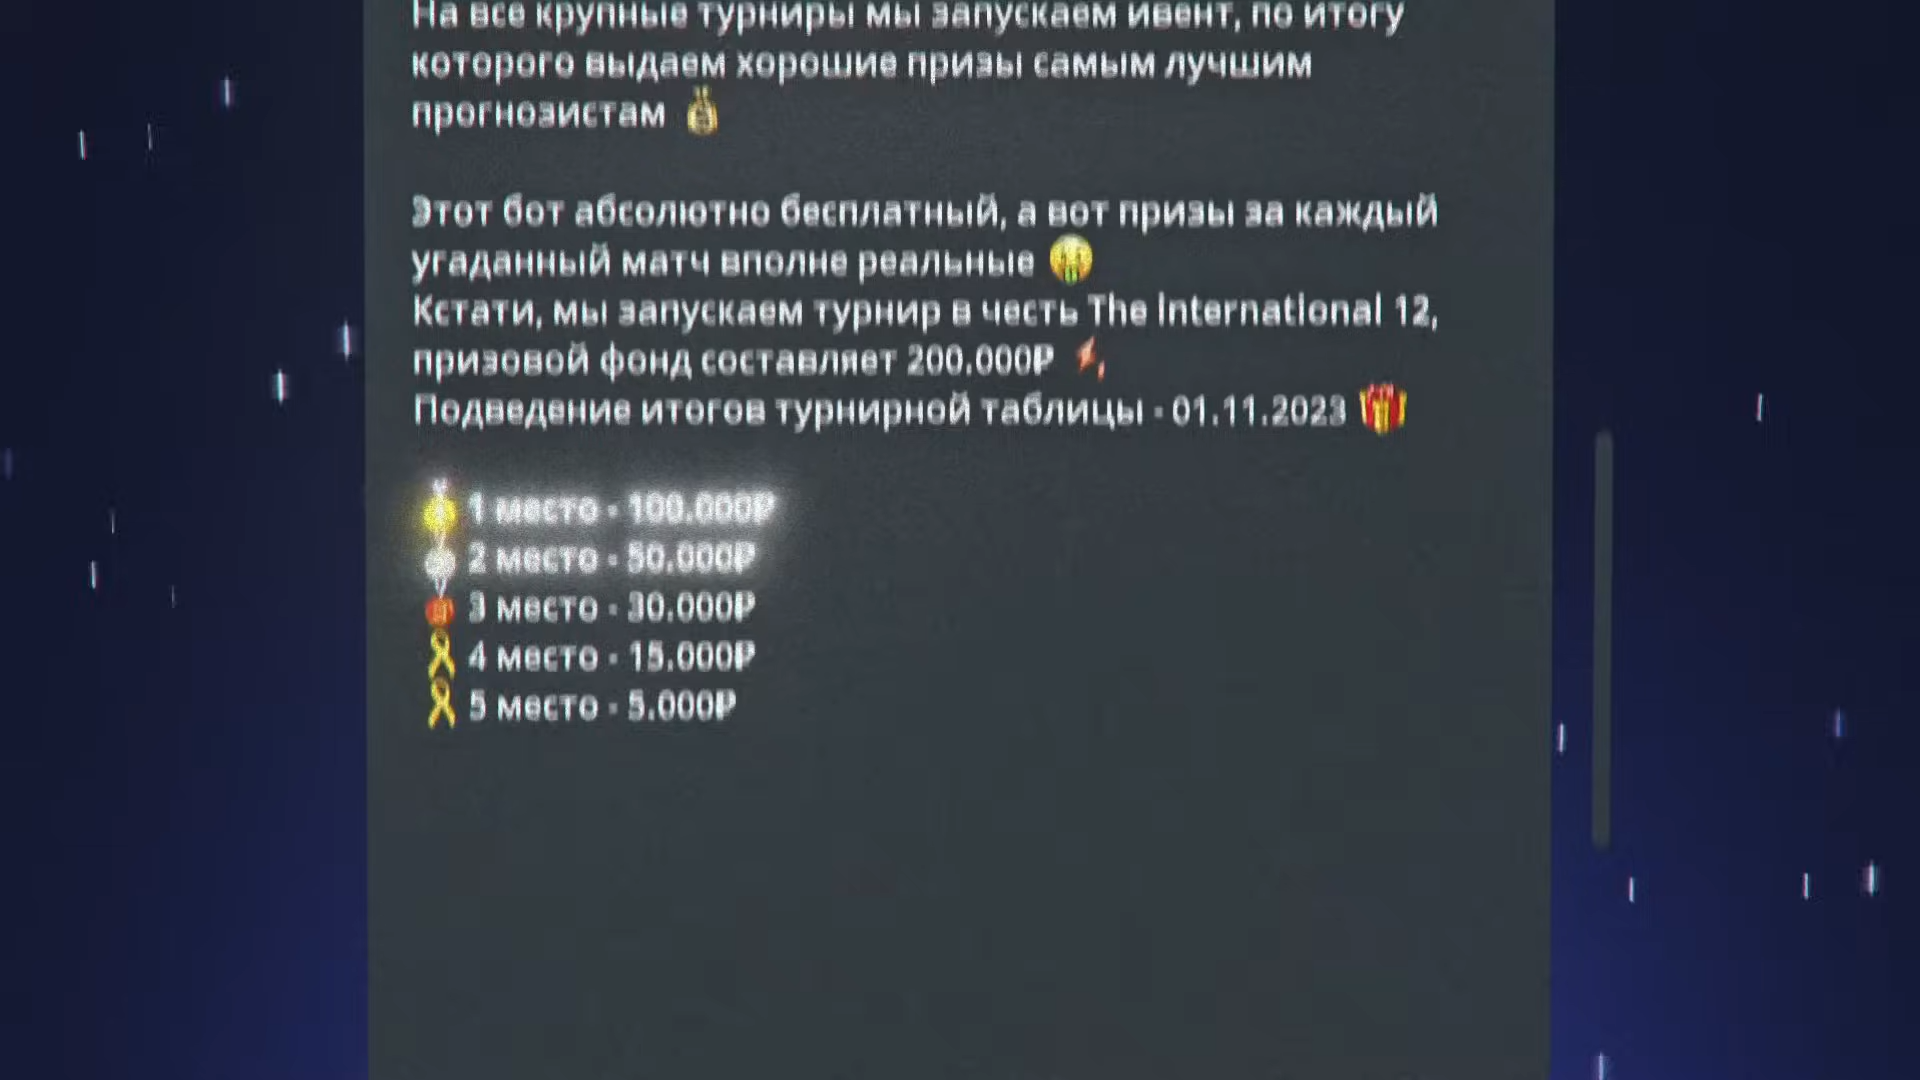 На все крупные турниры мы запускаем ивент, по итогу
которого выдаем хорошие призы самым лучшим
прогнозистам 💰
Этот бот абсолютно бесплатный, а вот призы за каждый
угаданный матч вполне реальные 🤑
Кстати, мы запускаем турнир в честь The International 12,
призовой фонд составляет 200.000₽ ⚡️
Подведение итогов турнирной таблицы - 01.11.2023 🎁
🥇 1 место - 100.000₽
🥈 2 место - 50.000₽
🥉 3 место - 30.000₽
🎗 4 место - 15.000₽
🎗 5 место - 5.000₽